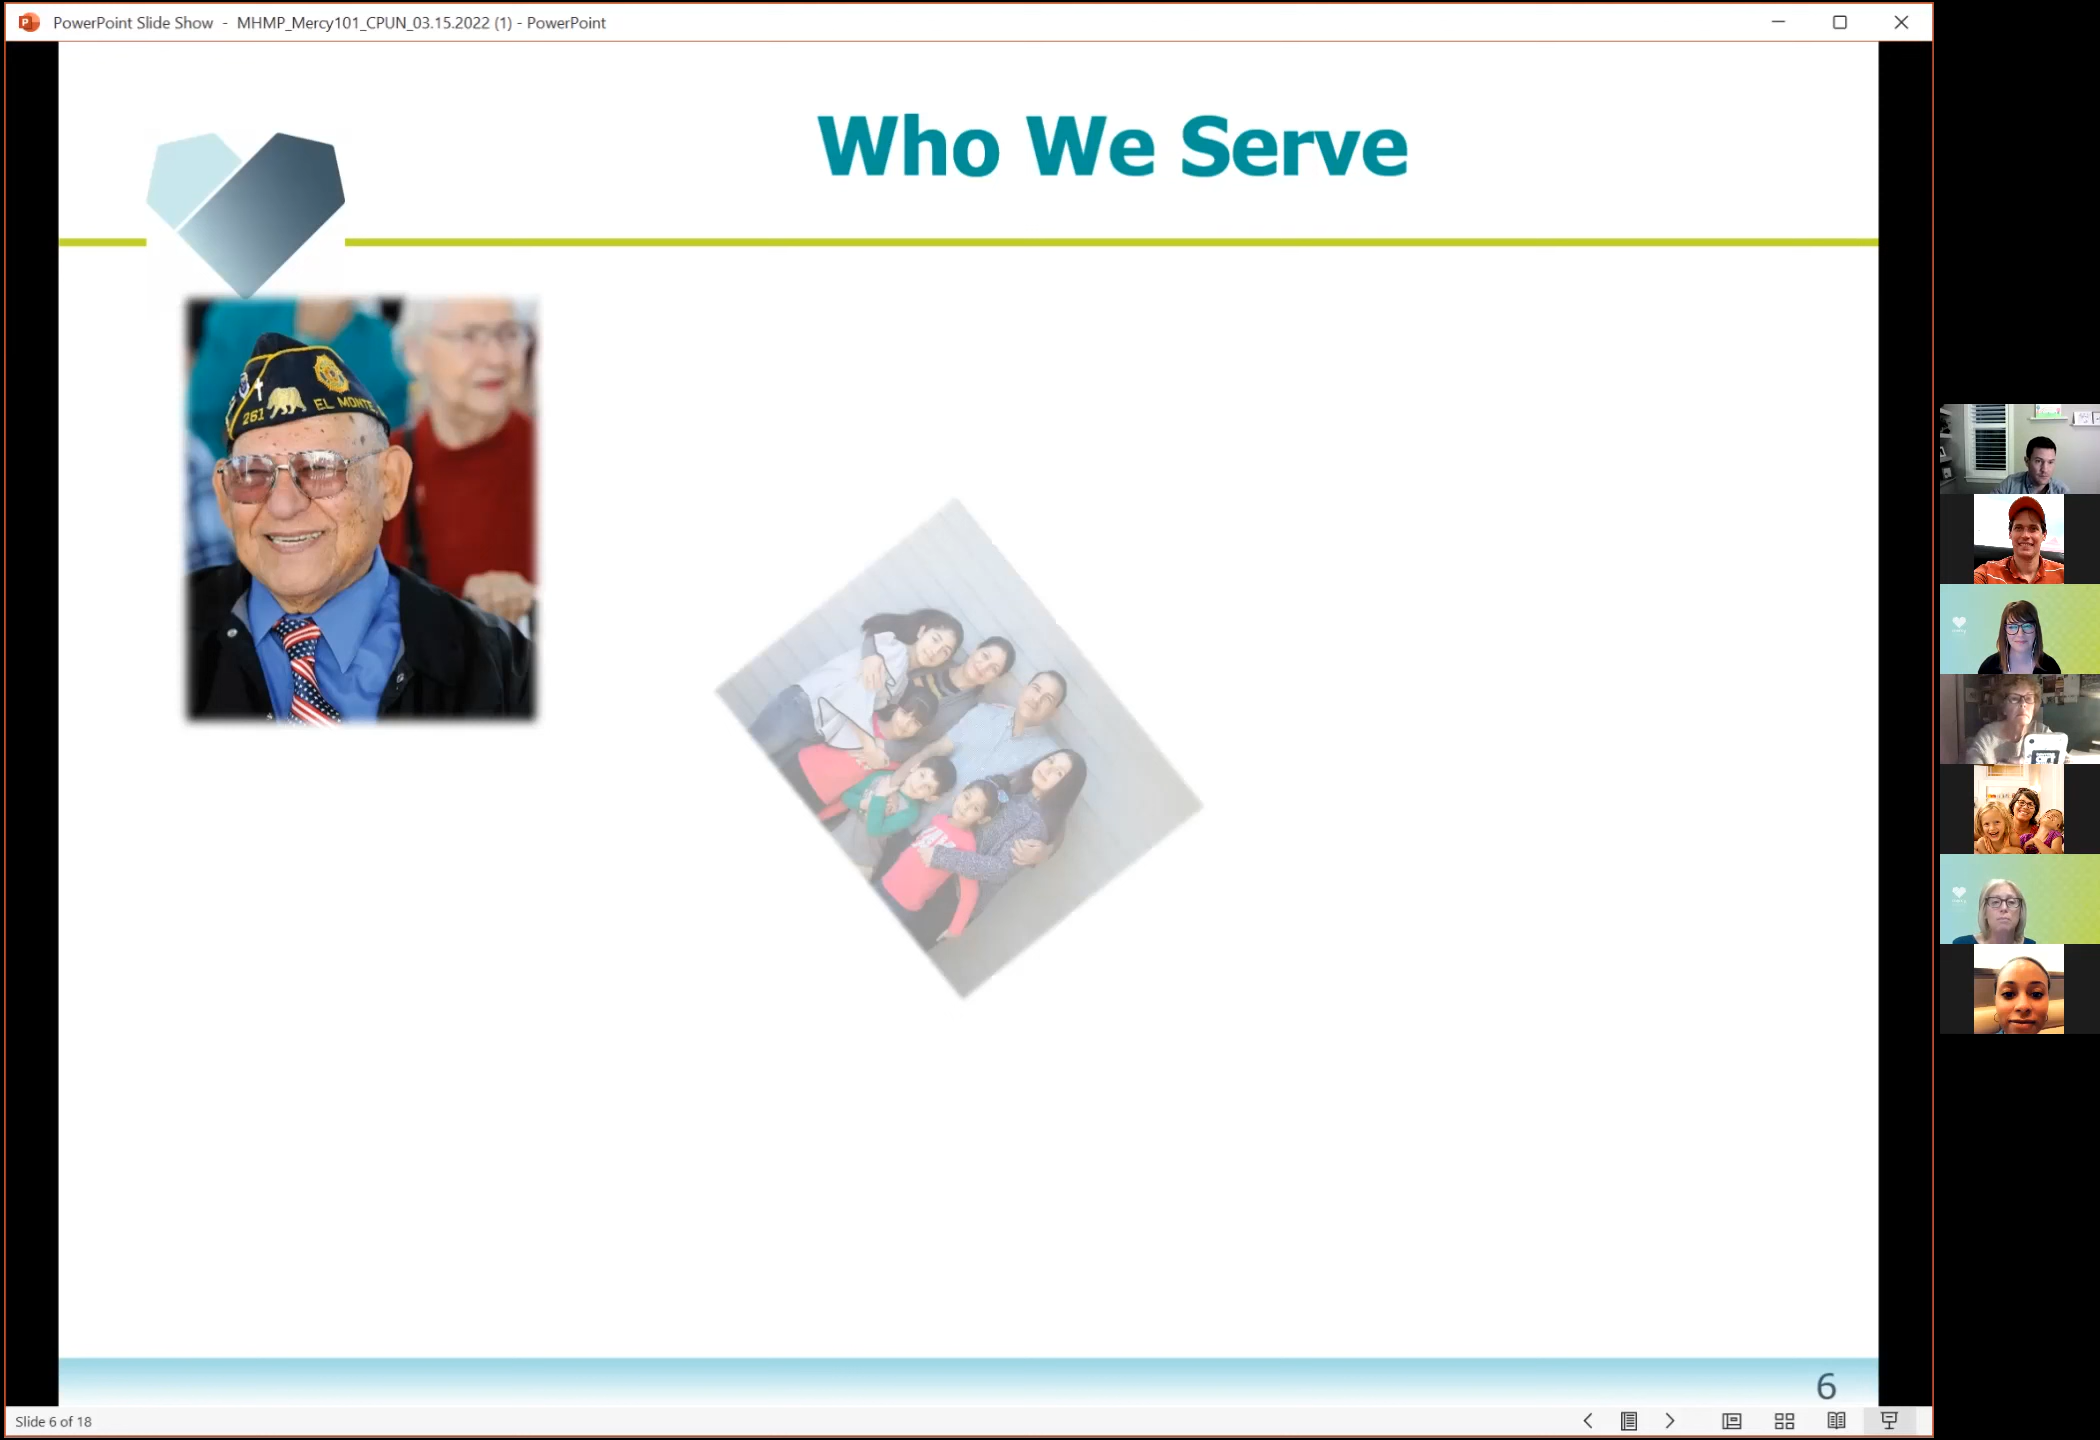 PowerPoint Slide Show - MHMP_Mercy101_CPUN_03.15.2022 (1) - PowerPoint
Who We Serve
261 EL MONTE,
6
Slide 6 of 18